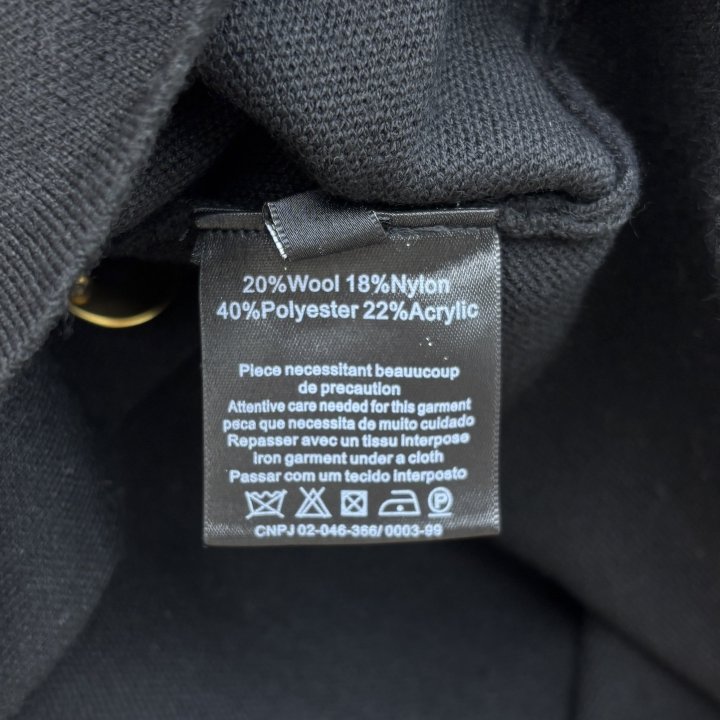 20%Wool 18%Nylon
40%Polyester 22%Acrylic
Piece necessitant beauucoup
de precaution
Attentive care needed for this garment
peca que necessita de muito cuidado
Repasser avec un tissu interpose
iron garment under a cloth
Passar com um tecido interposto
P
CNPJ 02-046-366/0003-99